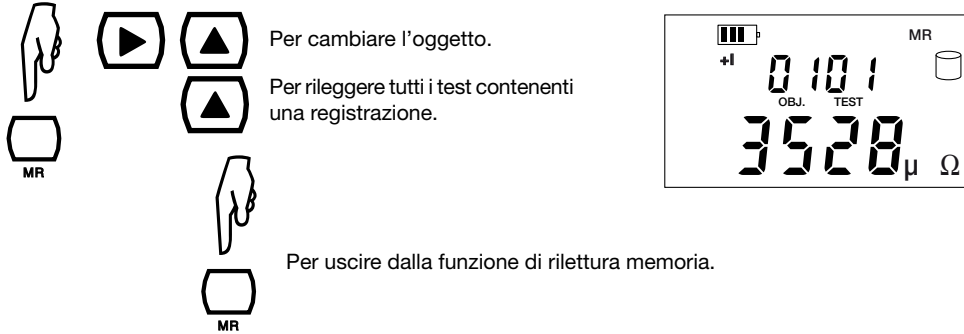 MR
Per cambiare l'oggetto.
Per rileggere tutti i test contenenti
una registrazione.
MR
+I
0101
OBJ. TEST
3528 µ Ω
Per uscire dalla funzione di rilettura memoria.
MR